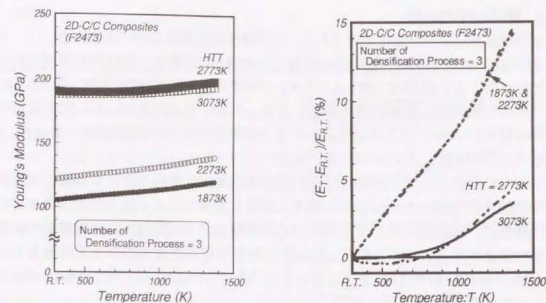 2D-C/C Composites
(F2473)
HTT
2773K
3073K
2273K
1873K
Number of
Densification Process = 3
Young's Modulus (GPa)
250
200
150
100
0
R.T.
500
1000
1500
Temperature (K)
2D-C/C Composites (F2473)
Number of
Densification Process = 3
1873K &
2273K
HTT = 2773K
3073K
(E_T-E_R.T.)/E_R.T. (%)
15
10
5
0
R.T.
500
1000
1500
Temperature:T (K)